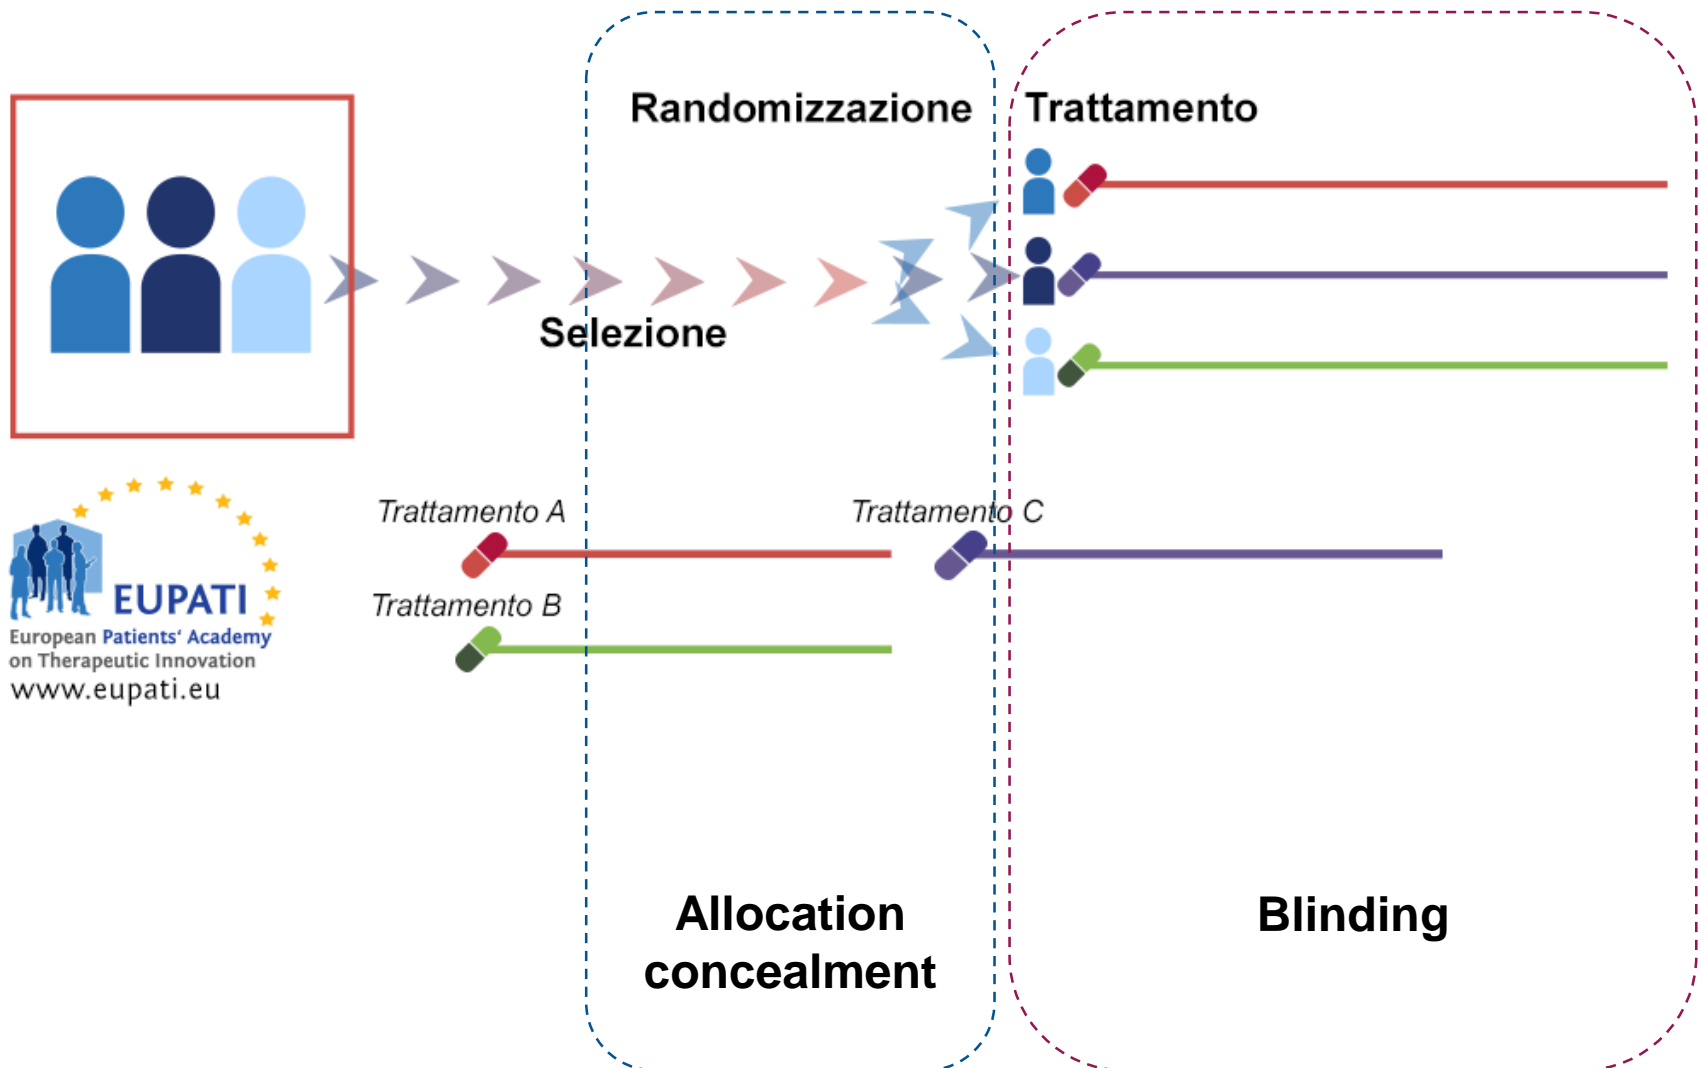 Randomizzazione
Trattamento
Selezione
Trattamento A
Trattamento C
Trattamento B
EUPATI
European Patients' Academy
on Therapeutic Innovation
www.eupati.eu
Allocation
concealment
Blinding